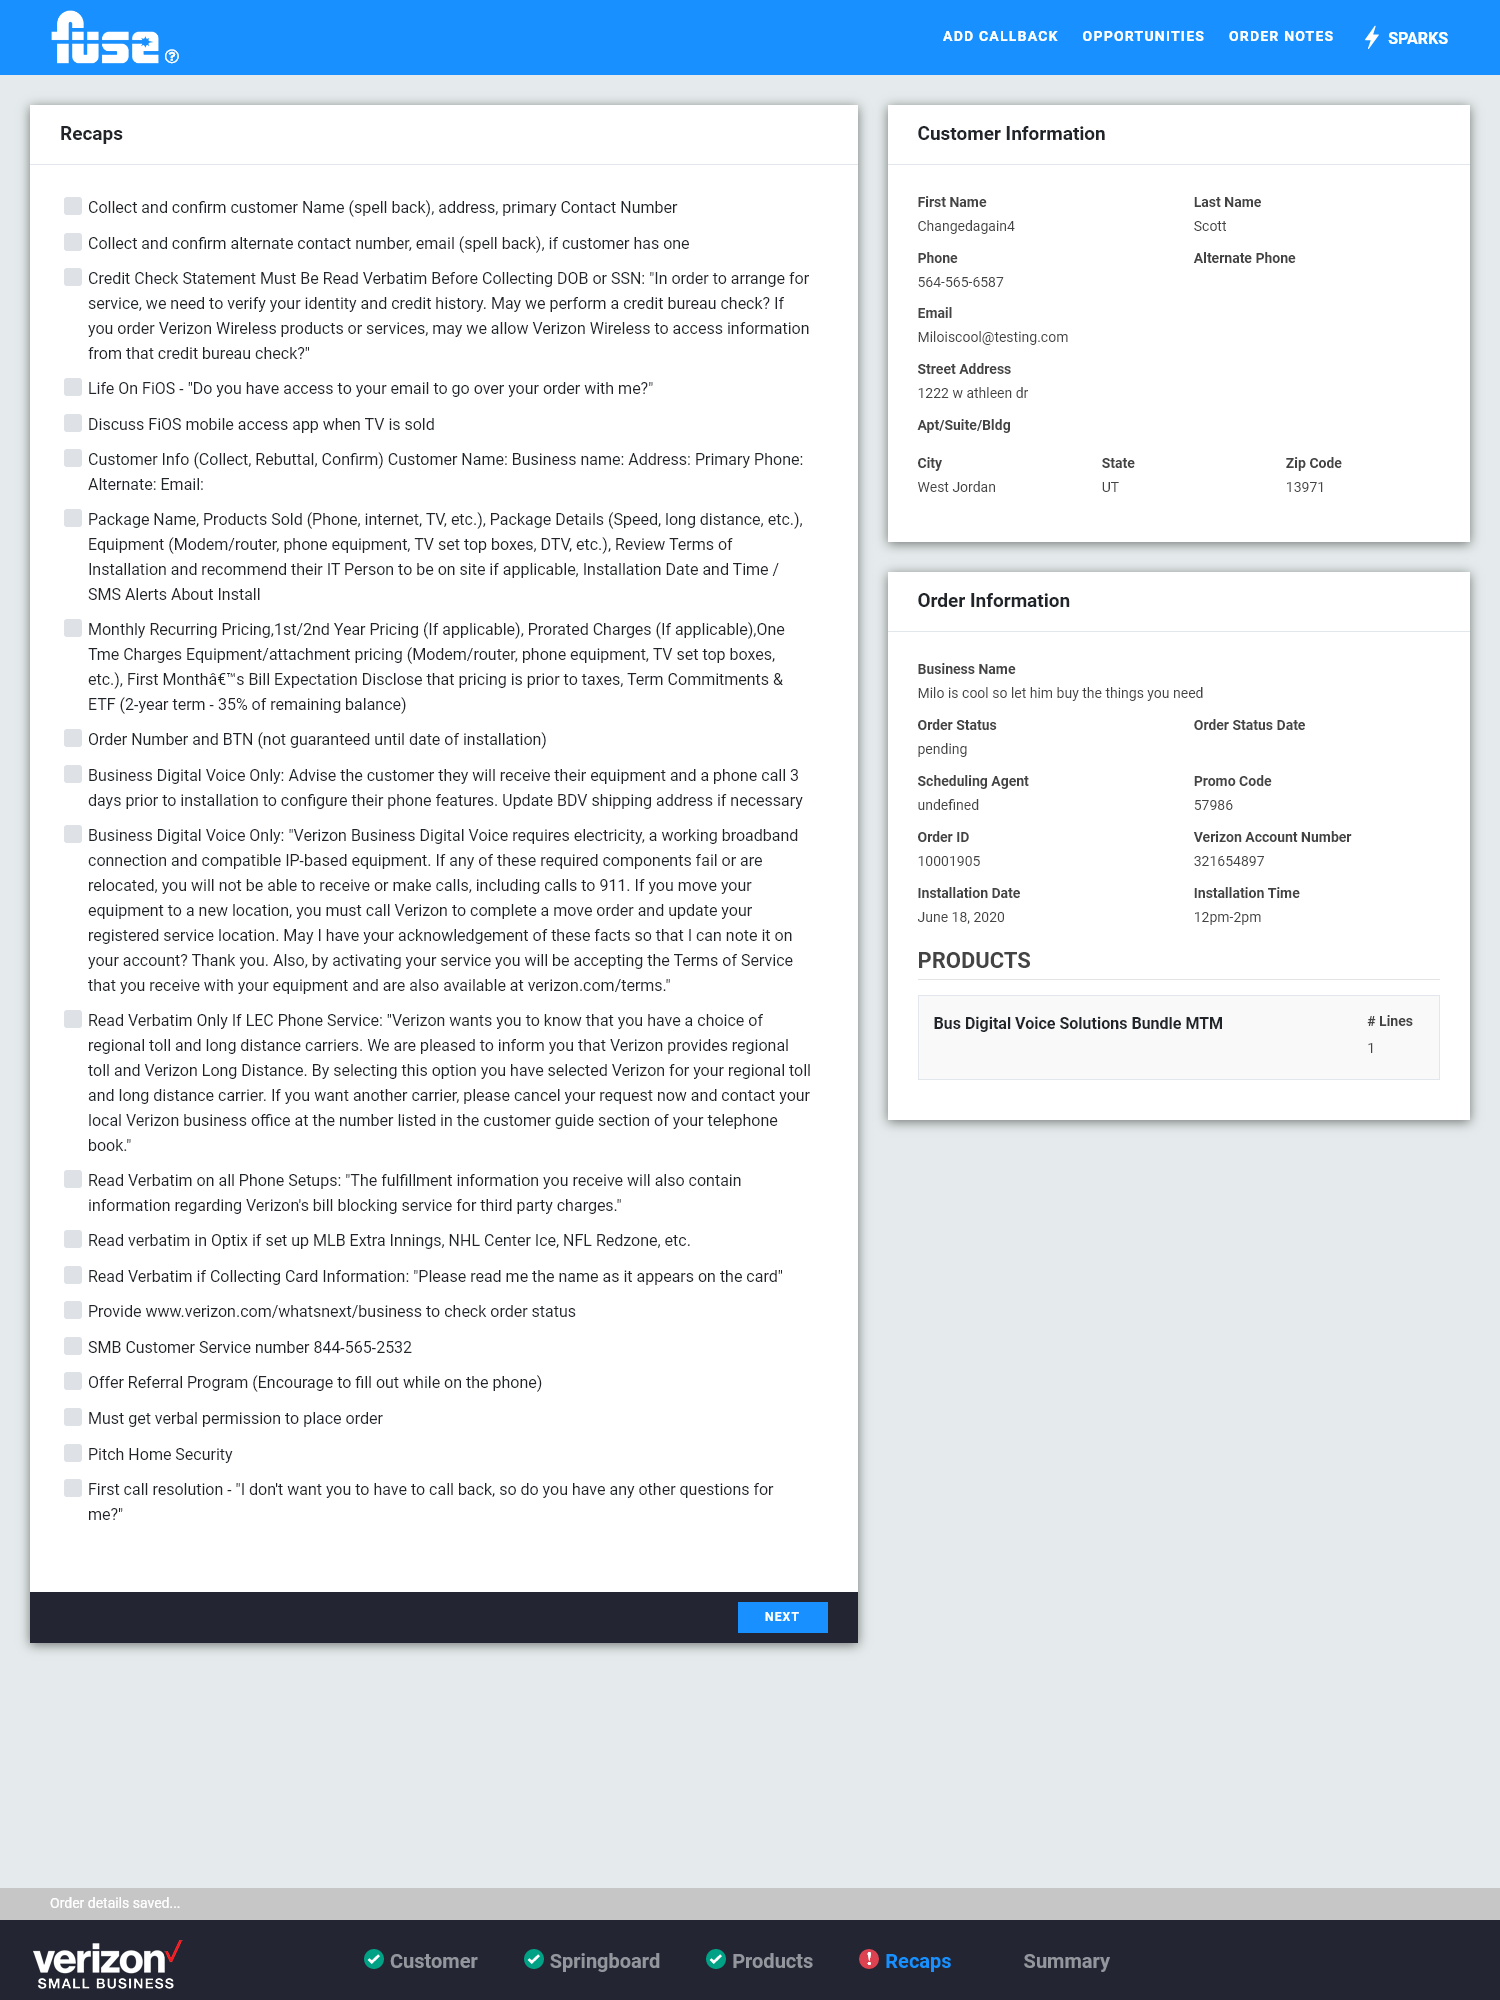 fuse
ADD CALLBACK
OPPORTUNITIES
ORDER NOTES
SPARKS
Recaps
Collect and confirm customer Name (spell back), address, primary Contact Number
Collect and confirm alternate contact number, email (spell back), if customer has one
Credit Check Statement Must Be Read Verbatim Before Collecting DOB or SSN: "In order to arrange for
service, we need to verify your identity and credit history. May we perform a credit bureau check? If
you order Verizon Wireless products or services, may we allow Verizon Wireless to access information
from that credit bureau check?"
Life On FiOS - "Do you have access to your email to go over your order with me?"
Discuss FiOS mobile access app when TV is sold
Customer Info (Collect, Rebuttal, Confirm) Customer Name: Business name: Address: Primary Phone:
Alternate: Email:
Package Name, Products Sold (Phone, internet, TV, etc.), Package Details (Speed, long distance, etc.),
Equipment (Modem/router, phone equipment, TV set top boxes, DTV, etc.), Review Terms of
Installation and recommend their IT Person to be on site if applicable, Installation Date and Time /
SMS Alerts About Install
Monthly Recurring Pricing,1st/2nd Year Pricing (If applicable), Prorated Charges (If applicable),One
Tme Charges Equipment/attachment pricing (Modem/router, phone equipment, TV set top boxes,
etc.), First Monthâ€™s Bill Expectation Disclose that pricing is prior to taxes, Term Commitments &
ETF (2-year term - 35% of remaining balance)
Order Number and BTN (not guaranteed until date of installation)
Business Digital Voice Only: Advise the customer they will receive their equipment and a phone call 3
days prior to installation to configure their phone features. Update BDV shipping address if necessary
Business Digital Voice Only: "Verizon Business Digital Voice requires electricity, a working broadband
connection and compatible IP-based equipment. If any of these required components fail or are
relocated, you will not be able to receive or make calls, including calls to 911. If you move your
equipment to a new location, you must call Verizon to complete a move order and update your
registered service location. May I have your acknowledgement of these facts so that I can note it on
your account? Thank you. Also, by activating your service you will be accepting the Terms of Service
that you receive with your equipment and are also available at verizon.com/terms."
Read Verbatim Only If LEC Phone Service: "Verizon wants you to know that you have a choice of
regional toll and long distance carriers. We are pleased to inform you that Verizon provides regional
toll and Verizon Long Distance. By selecting this option you have selected Verizon for your regional toll
and long distance carrier. If you want another carrier, please cancel your request now and contact your
local Verizon business office at the number listed in the customer guide section of your telephone
book."
Read Verbatim on all Phone Setups: "The fulfillment information you receive will also contain
information regarding Verizon's bill blocking service for third party charges."
Read verbatim in Optix if set up MLB Extra Innings, NHL Center Ice, NFL Redzone, etc.
Read Verbatim if Collecting Card Information: "Please read me the name as it appears on the card"
Provide www.verizon.com/whatsnext/business to check order status
SMB Customer Service number 844-565-2532
Offer Referral Program (Encourage to fill out while on the phone)
Must get verbal permission to place order
Pitch Home Security
First call resolution - "I don't want you to have to call back, so do you have any other questions for
me?"
NEXT
Customer Information
First Name
Last Name
Changedagain4
Scott
Phone
Alternate Phone
564-565-6587
Email
Miloiscool@testing.com
Street Address
1222 w athleen dr
Apt/Suite/Bldg
City
State
Zip Code
West Jordan
UT
13971
Order Information
Business Name
Milo is cool so let him buy the things you need
Order Status
Order Status Date
pending
Scheduling Agent
Promo Code
undefined
57986
Order ID
Verizon Account Number
10001905
321654897
Installation Date
Installation Time
June 18, 2020
12pm-2pm
PRODUCTS
Bus Digital Voice Solutions Bundle MTM
# Lines
1
Order details saved...
verizon
SMALL BUSINESS
Customer
Springboard
Products
Recaps
Summary